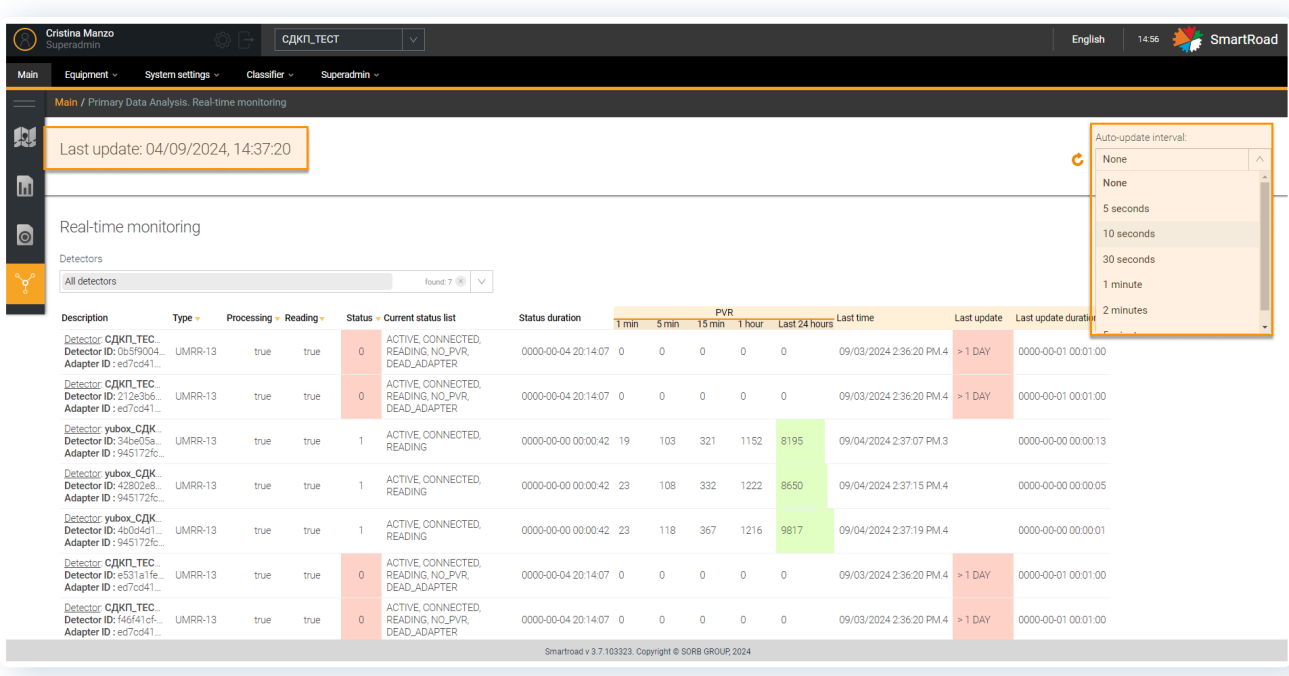 Cristina Manzo
Superadmin
СДКП_ТЕСТ
English
14:56
SmartRoad
Main
Equipment
System settings
Classifier
Superadmin
Main / Primary Data Analysis. Real-time monitoring
Last update: 04/09/2024, 14:37:20
Auto-update interval:
None
None
5 seconds
10 seconds
30 seconds
1 minute
2 minutes
Real-time monitoring
Detectors
All detectors
found: 7
Description Type Processing Reading Status Current status list Status duration PVR Last time Last update Last update duration
1 min 5 min 15 min 1 hour Last 24 hours
Detector: СДКП_ТЕС...
Detector ID: 0b5f9004...
Adapter ID : ed7cd41...
UMRR-13 true true 0
ACTIVE, CONNECTED,
READING, NO_PVR,
DEAD_ADAPTER
0000-00-04 20:14:07 0 0 0 0 0 09/03/2024 2:36:20 PM.4 > 1 DAY 0000-00-01 00:01:00
Detector: СДКП_ТЕС...
Detector ID: 212e3b6...
Adapter ID : ed7cd41...
UMRR-13 true true 0
ACTIVE, CONNECTED,
READING, NO_PVR,
DEAD_ADAPTER
0000-00-04 20:14:07 0 0 0 0 0 09/03/2024 2:36:20 PM.4 > 1 DAY 0000-00-01 00:01:00
Detector: yubox_СДК...
Detector ID: 34be05a...
Adapter ID : 945172fc...
UMRR-13 true true 1
ACTIVE, CONNECTED,
READING
0000-00-00 00:00:42 19 103 321 1152 8195 09/04/2024 2:37:07 PM.3 0000-00-00 00:00:13
Detector: yubox_СДК...
Detector ID: 42802e8...
Adapter ID : 945172fc...
UMRR-13 true true 1
ACTIVE, CONNECTED,
READING
0000-00-00 00:00:42 23 108 332 1222 8650 09/04/2024 2:37:15 PM.4 0000-00-00 00:00:05
Detector: yubox_СДК...
Detector ID: 4b0d4d1...
Adapter ID : 945172fc...
UMRR-13 true true 1
ACTIVE, CONNECTED,
READING
0000-00-00 00:00:42 23 118 367 1216 9817 09/04/2024 2:37:19 PM.4 0000-00-00 00:00:01
Detector: СДКП_ТЕС...
Detector ID: e531a1fe...
Adapter ID : ed7cd41...
UMRR-13 true true 0
ACTIVE, CONNECTED,
READING, NO_PVR,
DEAD_ADAPTER
0000-00-04 20:14:07 0 0 0 0 0 09/03/2024 2:36:20 PM.4 > 1 DAY 0000-00-01 00:01:00
Detector: СДКП_ТЕС...
Detector ID: f46f41cf-...
Adapter ID : ed7cd41...
UMRR-13 true true 0
ACTIVE, CONNECTED,
READING, NO_PVR,
DEAD_ADAPTER
0000-00-04 20:14:07 0 0 0 0 0 09/03/2024 2:36:20 PM.4 > 1 DAY 0000-00-01 00:01:00
Smartroad v 3.7.103323. Copyright © SORB GROUP, 2024